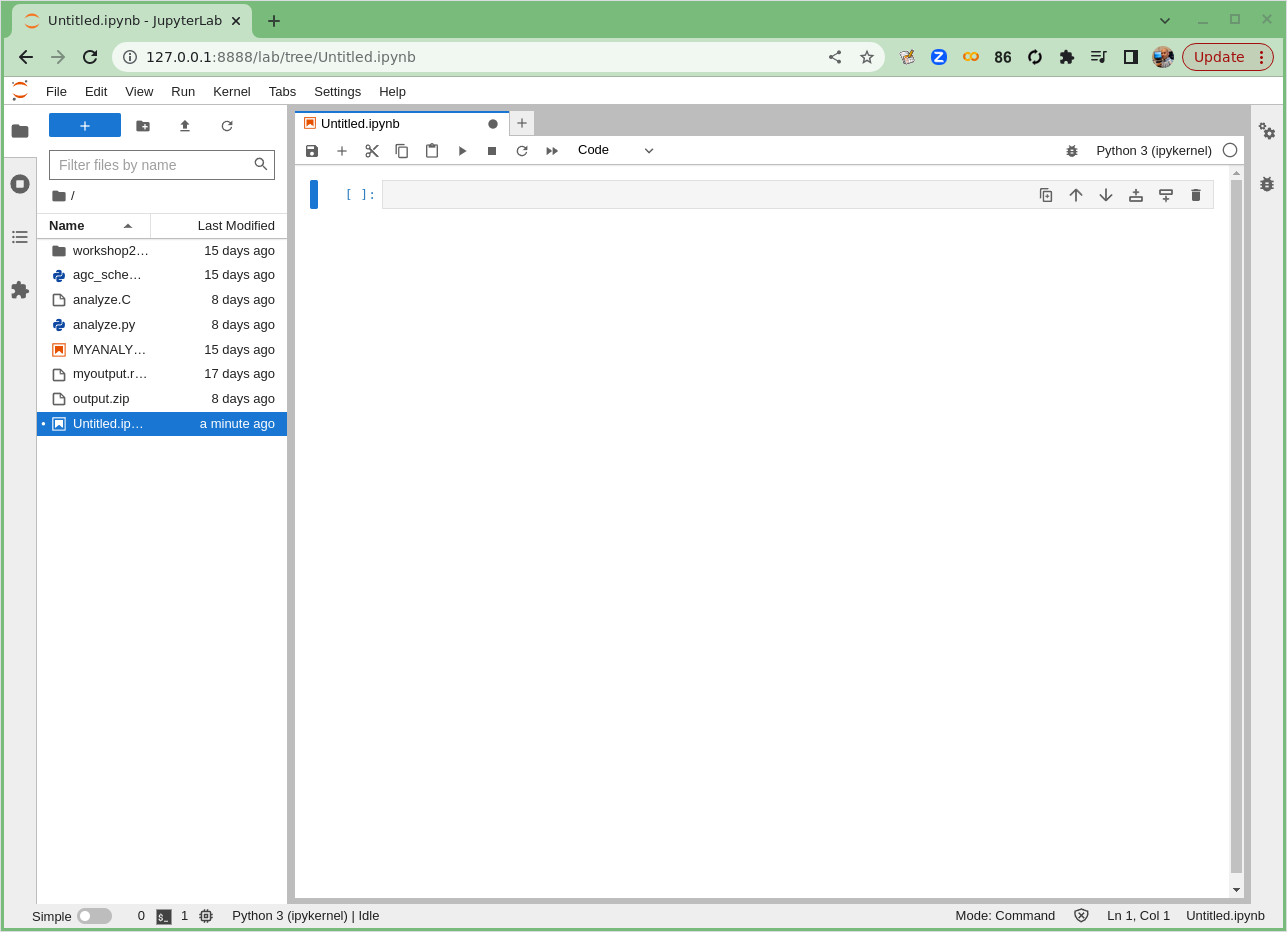 Untitled.ipynb - JupyterLab
127.0.0.1:8888/lab/tree/Untitled.ipynb
86
Update
File Edit View Run Kernel Tabs Settings Help
Untitled.ipynb
Code
Python 3 (ipykernel)
Filter files by name
/
Name Last Modified
workshop2… 15 days ago
agc_sche… 15 days ago
analyze.C 8 days ago
analyze.py 8 days ago
MYANALY… 15 days ago
myoutput.r… 17 days ago
output.zip 8 days ago
Untitled.ip… a minute ago
[ ]:
Simple 0 $_ 1 Python 3 (ipykernel) | Idle Mode: Command Ln 1, Col 1 Untitled.ipynb